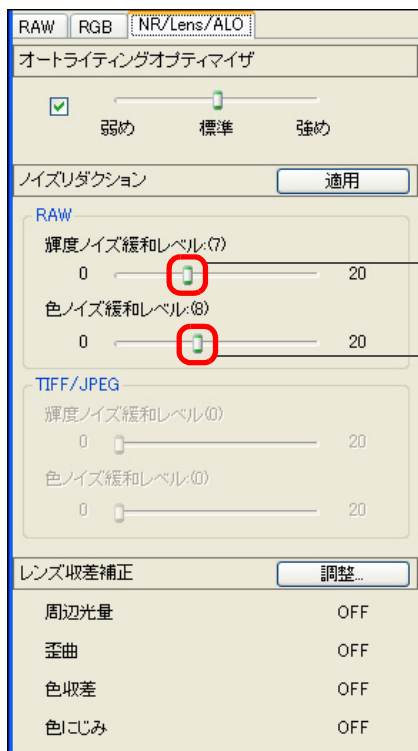 RAW RGB NR/Lens/ALO
オートライティングオプティマイザ
弱め 標準 強め
ノイズリダクション 適用
RAW
輝度ノイズ緩和レベル:(7)
0 20
色ノイズ緩和レベル:(8)
0 20
TIFF/JPEG
輝度ノイズ緩和レベル(0)
0 20
色ノイズ緩和レベル:(0)
0 20
レンズ収差補正 調整...
周辺光量 OFF
歪曲 OFF
色収差 OFF
色にじみ OFF